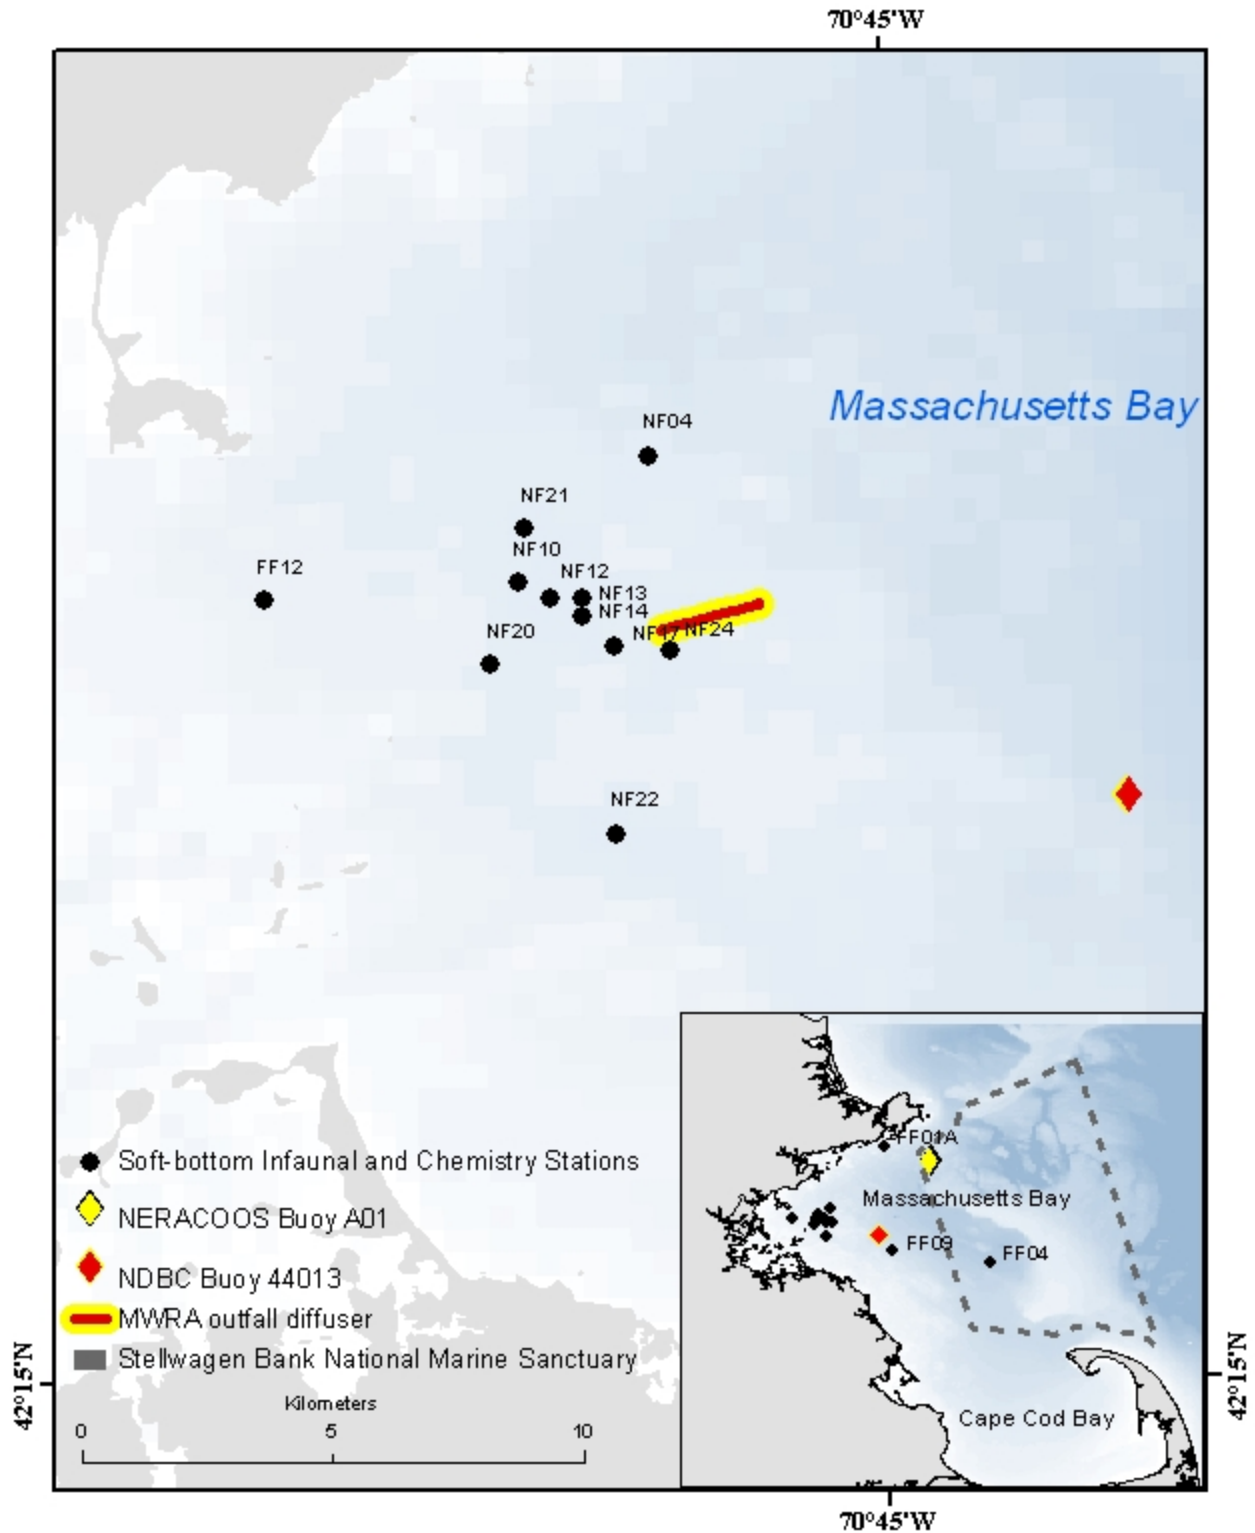 70°45'W
Massachusetts Bay
NF04
NF21
NF10
FF12
NF12
NF13
NF14
NF20
NF17
NF24
NF22
Soft-bottom Infaunal and Chemistry Stations
NERACOOS Buoy A01
NDBC Buoy 44013
MWRA outfall diffuser
Stellwagen Bank National Marine Sanctuary
Kilometers
0 5 10
FF01A
Massachusetts Bay
FF09
FF04
Cape Cod Bay
42°15'N
42°15'N
70°45'W